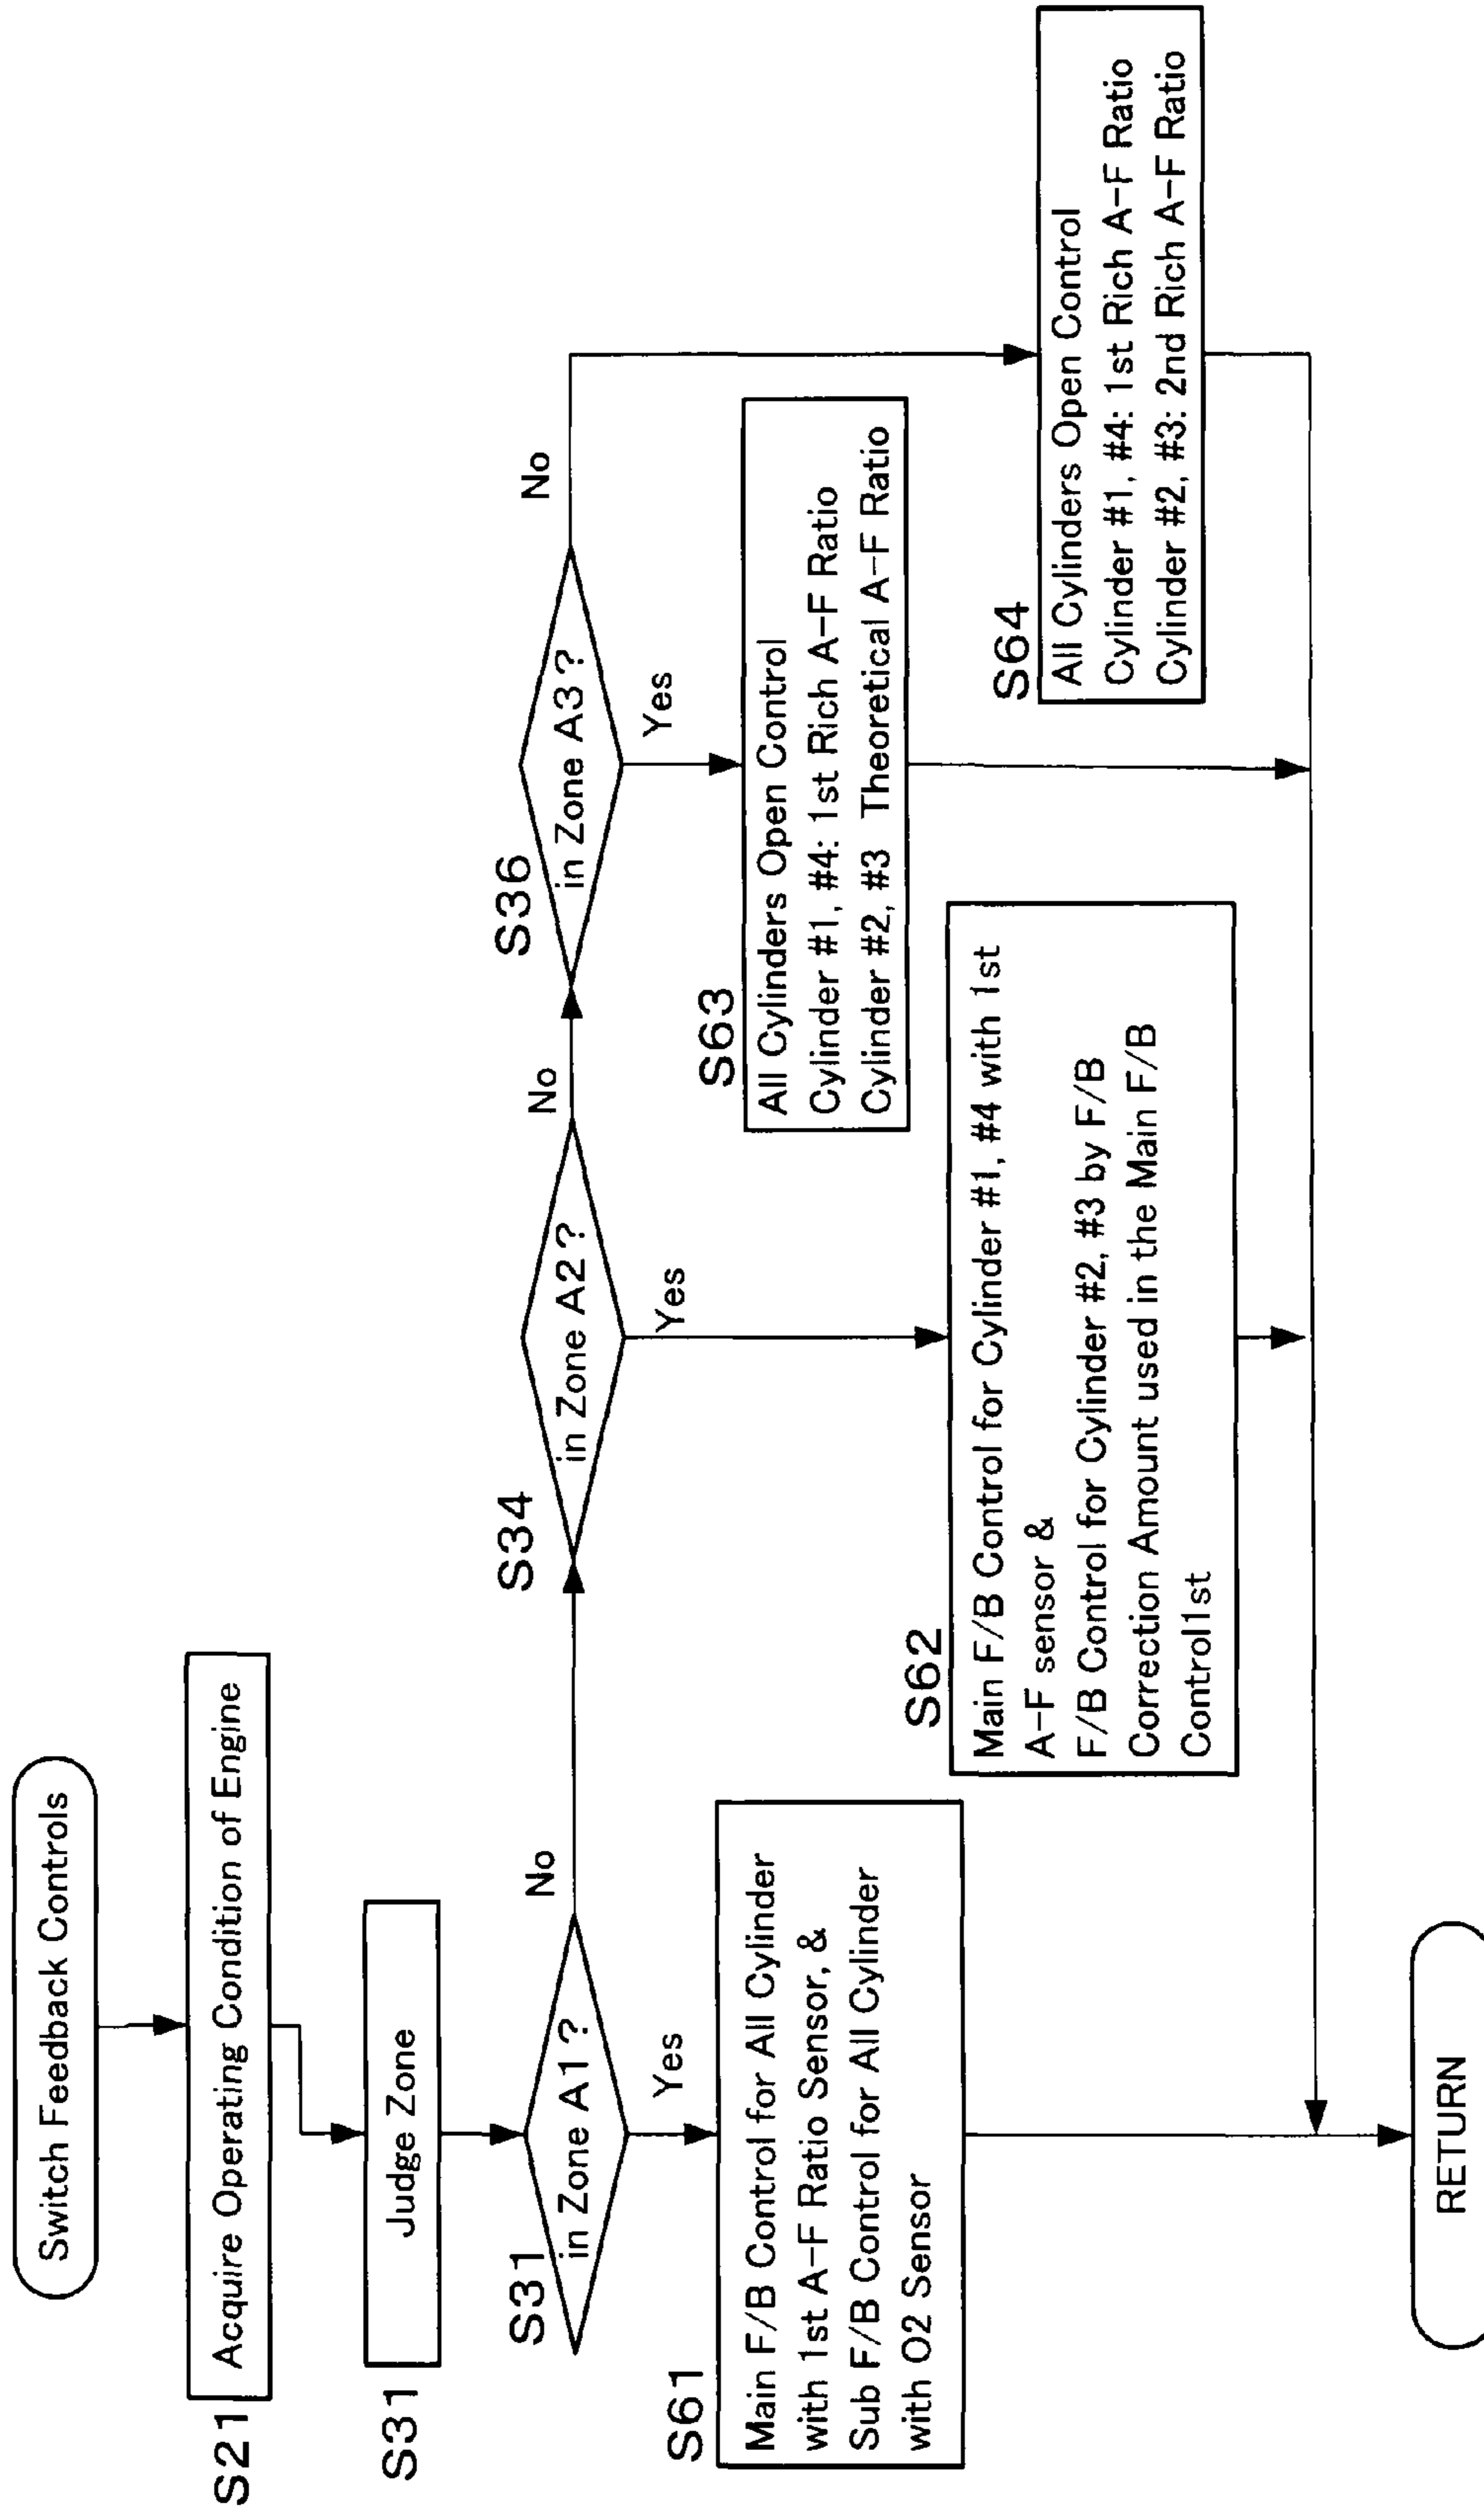 Switch Feedback Controls
S21
Acquire Operating Condition of Engine
S31
Judge Zone
S31
in Zone A1?
No
Yes
S61
Main F/B Control for All Cylinder
with 1st A-F Ratio Sensor, &
Sub F/B Control for All Cylinder
with O2 Sensor
S34
in Zone A2?
No
Yes
S62
Main F/B Control for Cylinder #1, #4 with 1st
A-F sensor &
F/B Control for Cylinder #2, #3 by F/B
Correction Amount used in the Main F/B
Control1st
S36
in Zone A3?
No
Yes
S63
All Cylinders Open Control
Cylinder #1, #4: 1st Rich A-F Ratio
Cylinder #2, #3 Theoretical A-F Ratio
S64
All Cylinders Open Control
Cylinder #1, #4: 1st Rich A-F Ratio
Cylinder #2, #3: 2nd Rich A-F Ratio
RETURN